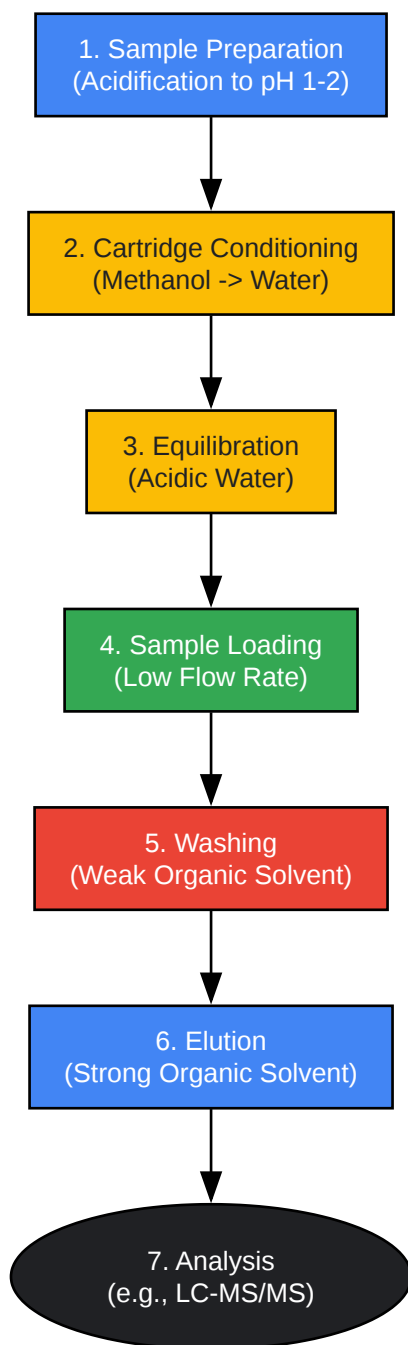 1. Sample Preparation
(Acidification to pH 1-2)
2. Cartridge Conditioning
(Methanol -> Water)
3. Equilibration
(Acidic Water)
4. Sample Loading
(Low Flow Rate)
5. Washing
(Weak Organic Solvent)
6. Elution
(Strong Organic Solvent)
7. Analysis
(e.g., LC-MS/MS)